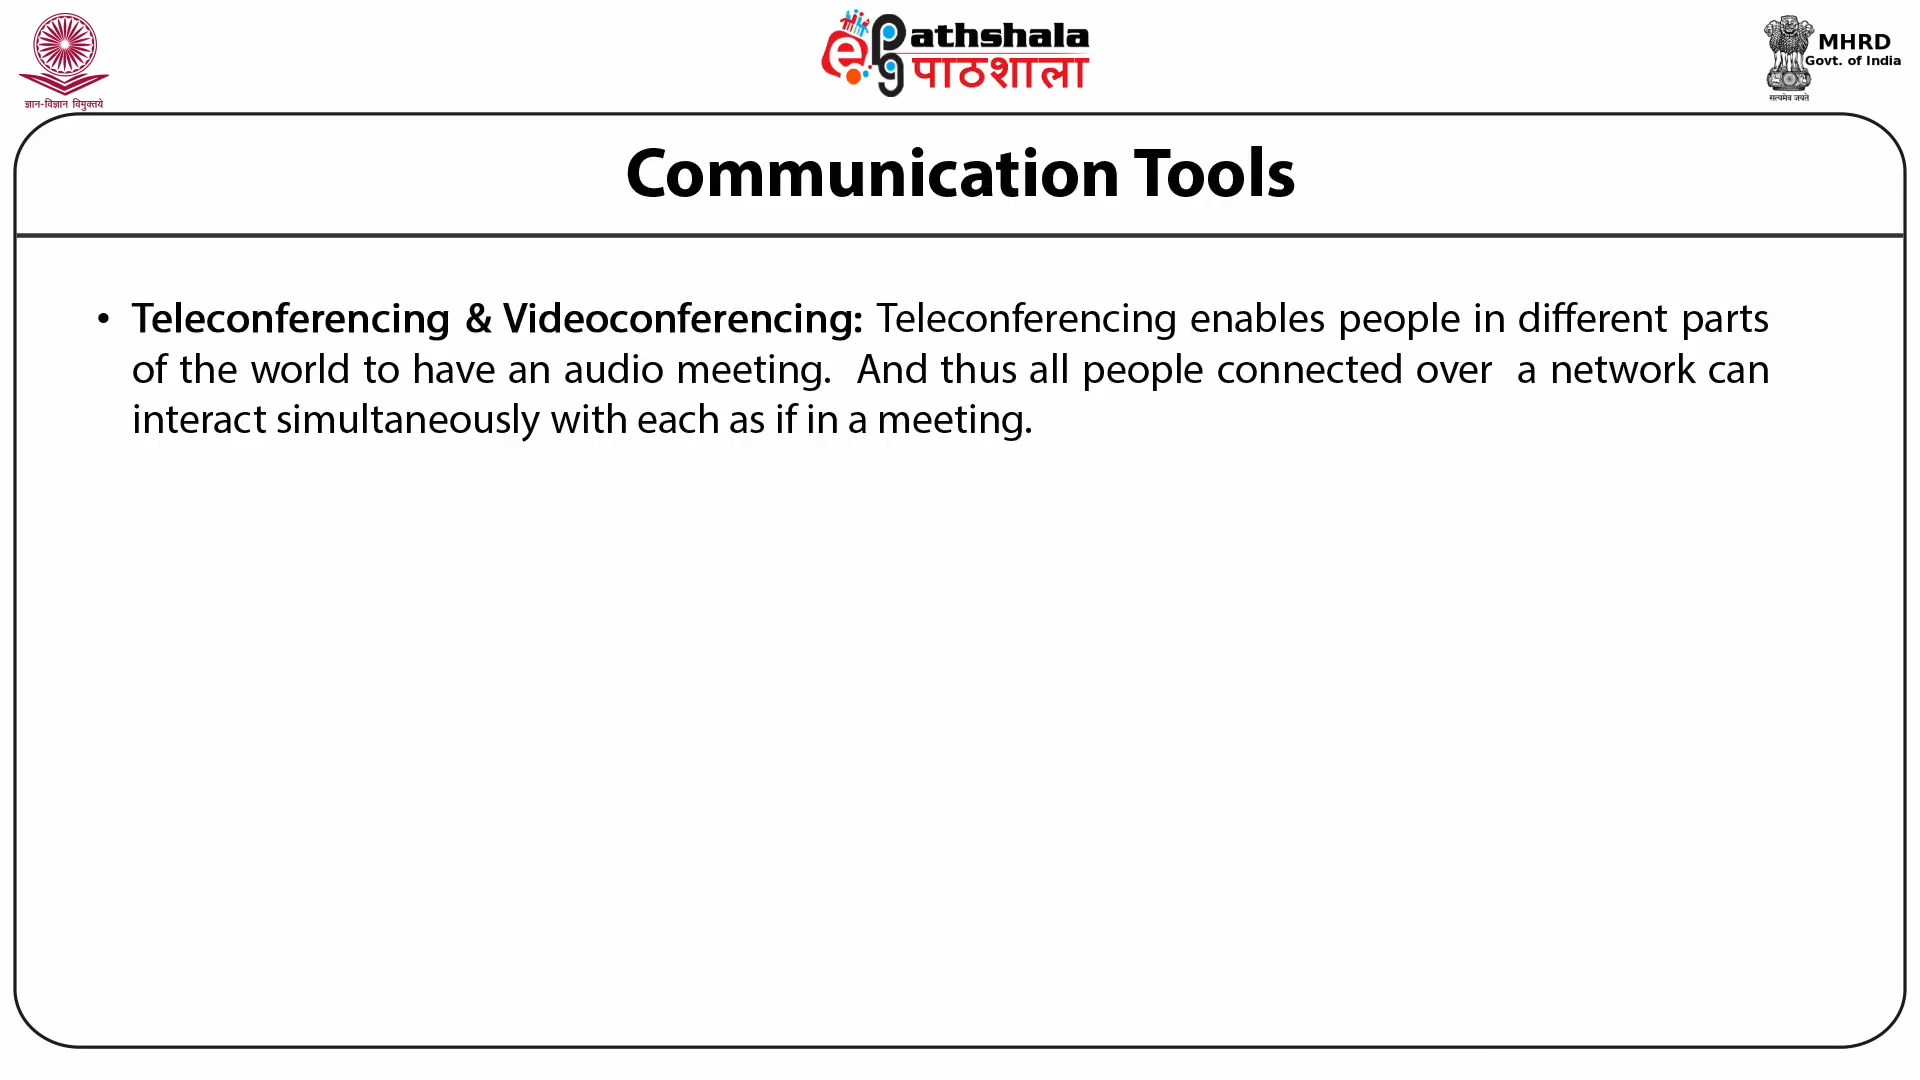 ज्ञान-विज्ञान विमुक्तये
ePG Pathshala
पाठशाला
MHRD
Govt. of India
सत्यमेव जयते
Communication Tools
• Teleconferencing & Videoconferencing: Teleconferencing enables people in different parts
of the world to have an audio meeting. And thus all people connected over a network can
interact simultaneously with each as if in a meeting.